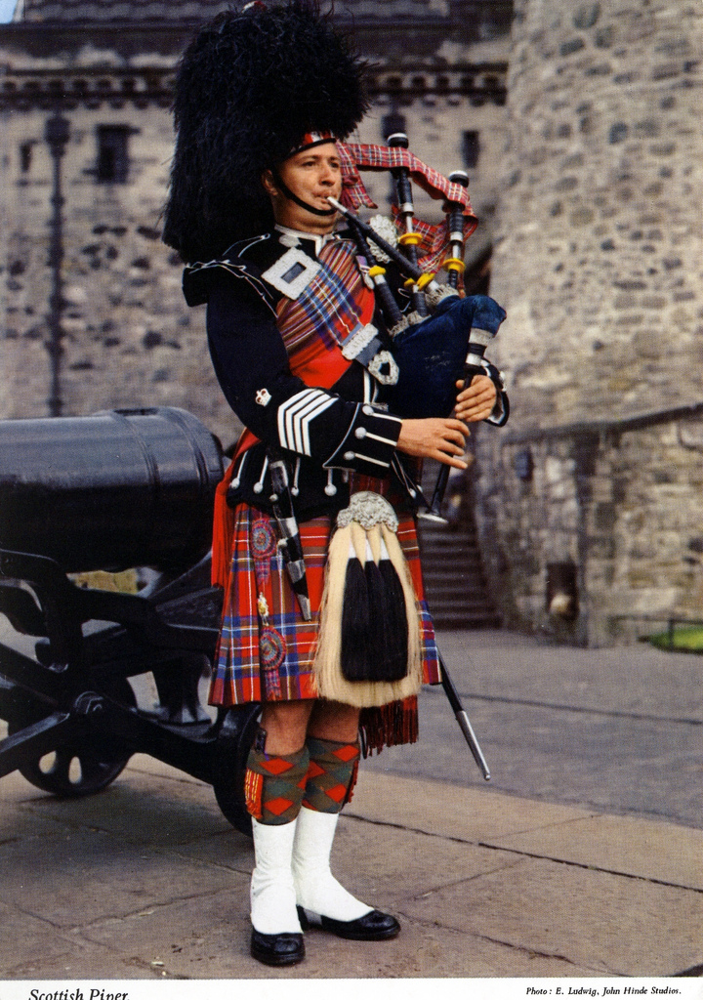 Scottish Piper.
Photo : E. Ludwig, John Hinde Studios.